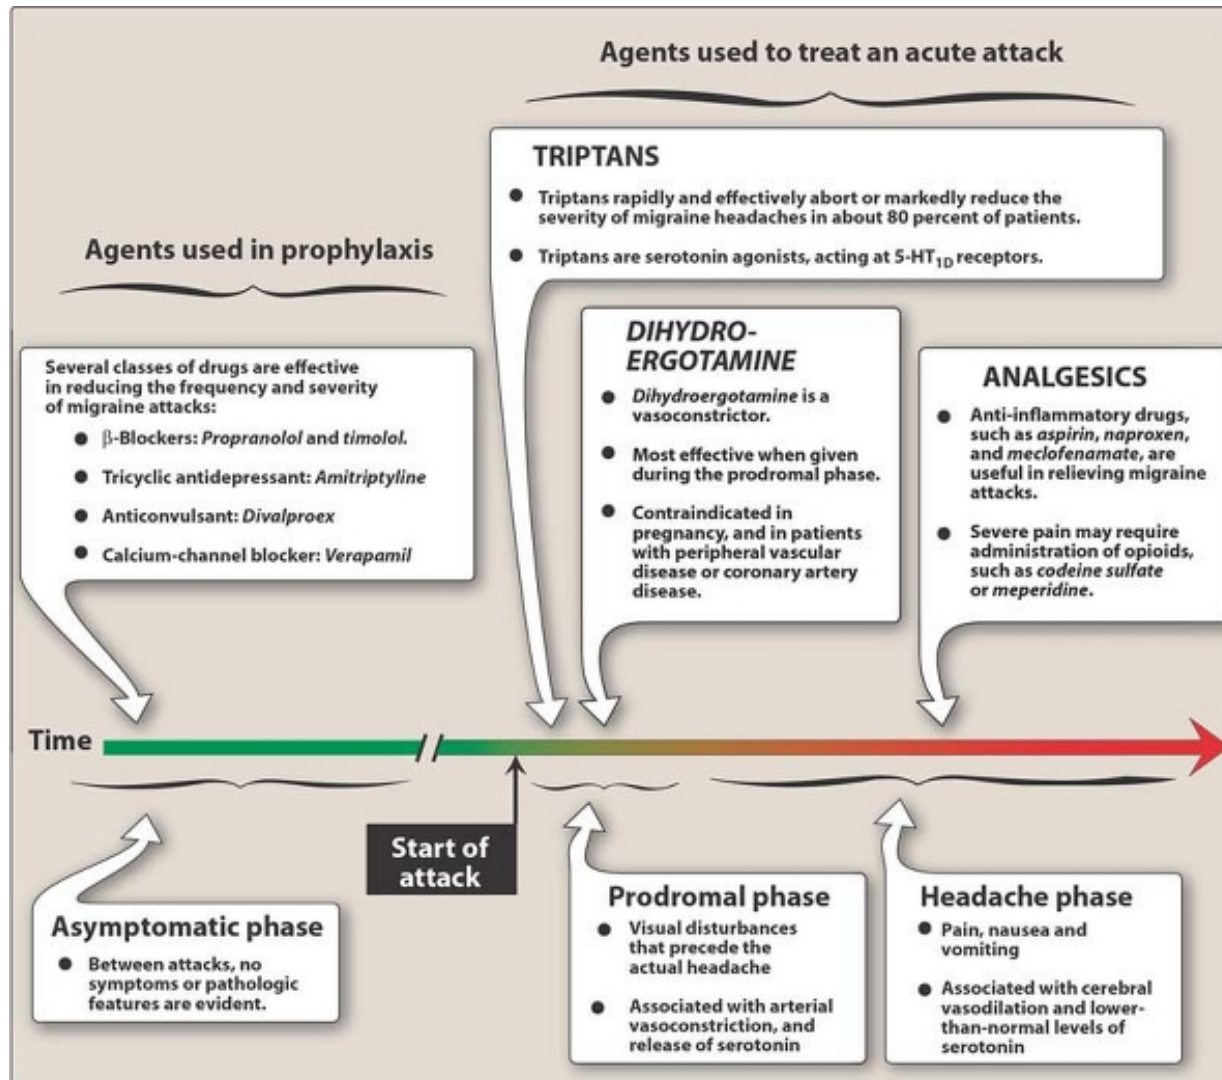 Agents used to treat an acute attack
TRIPTANS
● Triptans rapidly and effectively abort or markedly reduce the
severity of migraine headaches in about 80 percent of patients.
● Triptans are serotonin agonists, acting at 5-HT1D receptors.
Agents used in prophylaxis
Several classes of drugs are effective
in reducing the frequency and severity
of migraine attacks:
● β-Blockers: Propranolol and timolol.
● Tricyclic antidepressant: Amitriptyline
● Anticonvulsant: Divalproex
● Calcium-channel blocker: Verapamil
DIHYDRO-
ERGOTAMINE
● Dihydroergotamine is a
vasoconstrictor.
● Most effective when given
during the prodromal phase.
● Contraindicated in
pregnancy, and in patients
with peripheral vascular
disease or coronary artery
disease.
ANALGESICS
● Anti-inflammatory drugs,
such as aspirin, naproxen,
and meclofenamate, are
useful in relieving migraine
attacks.
● Severe pain may require
administration of opioids,
such as codeine sulfate
or meperidine.
Time
Start of
attack
Asymptomatic phase
● Between attacks, no
symptoms or pathologic
features are evident.
Prodromal phase
● Visual disturbances
that precede the
actual headache
● Associated with arterial
vasoconstriction, and
release of serotonin
Headache phase
● Pain, nausea and
vomiting
● Associated with cerebral
vasodilation and lower-
than-normal levels of
serotonin